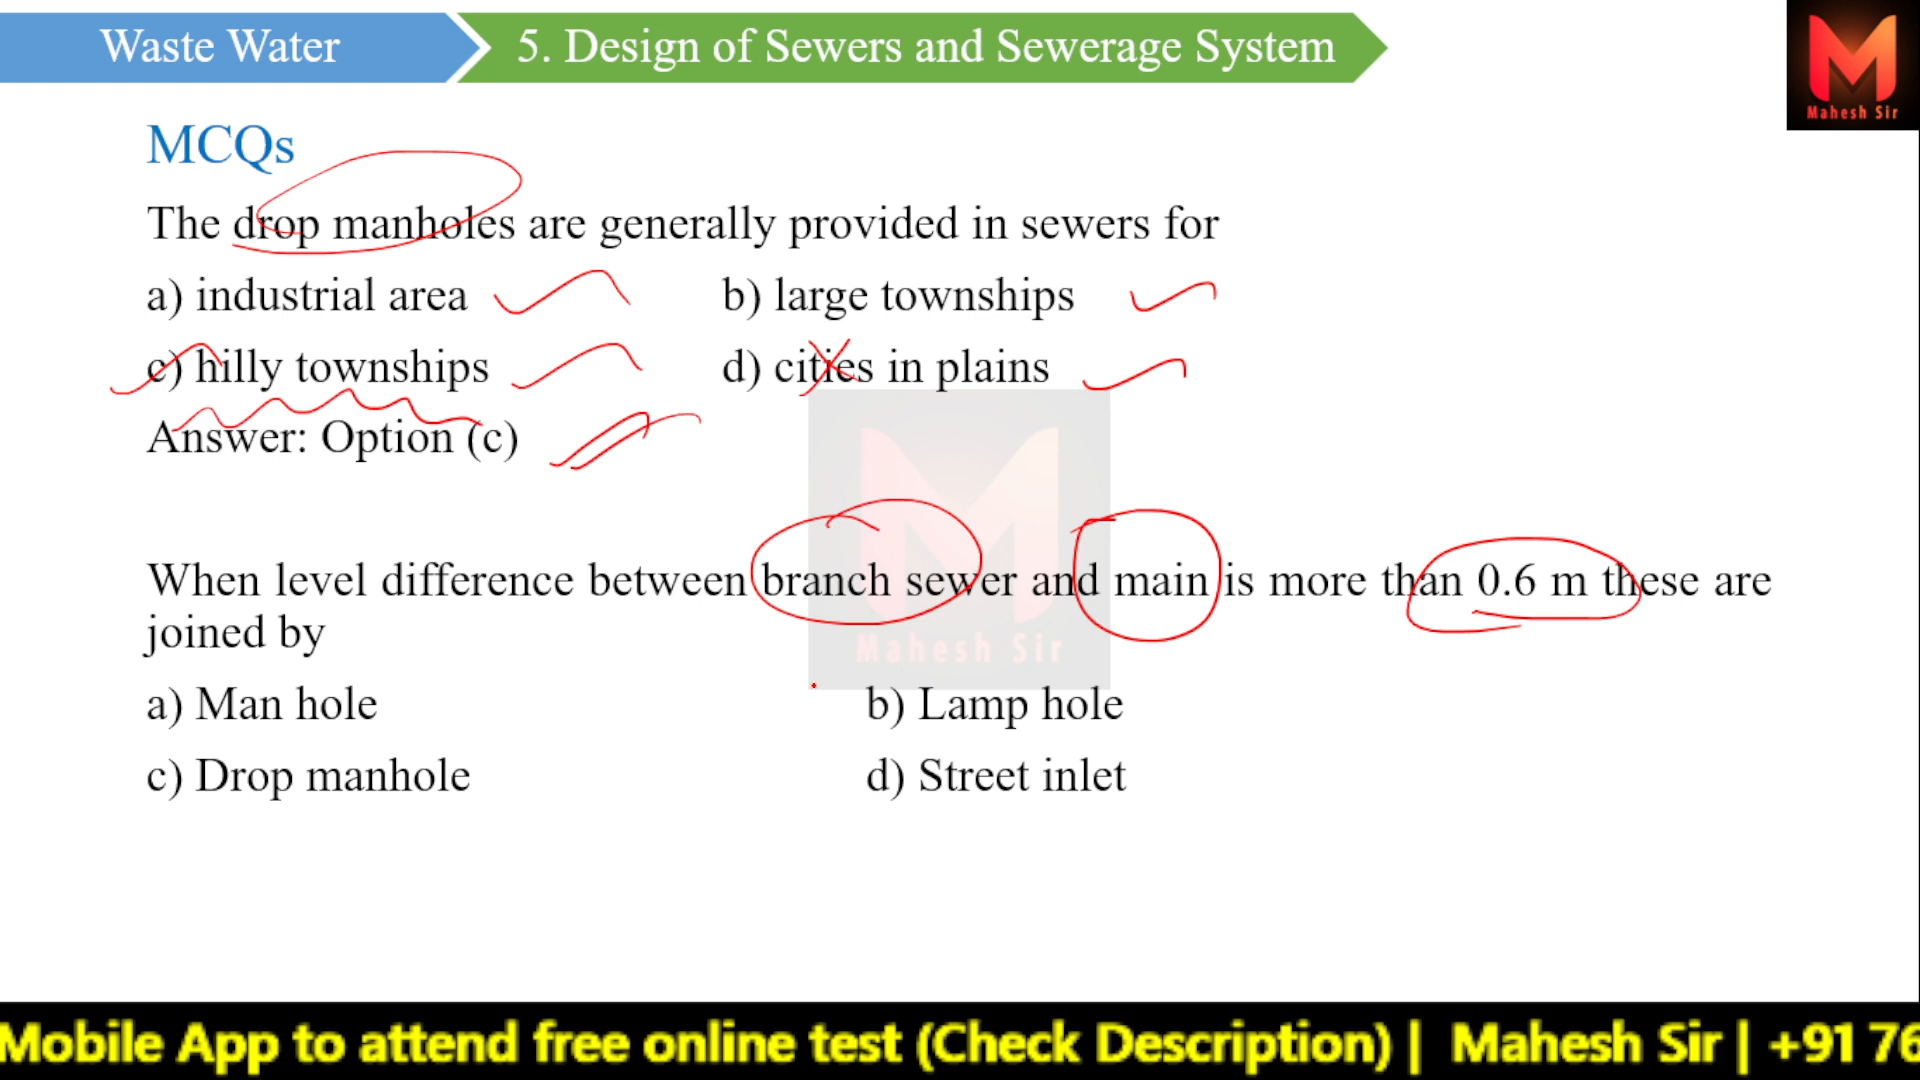 Waste Water
5. Design of Sewers and Sewerage System
Mahesh Sir
MCQs
The drop manholes are generally provided in sewers for
a) industrial area b) large townships
c) hilly townships d) cities in plains
Answer: Option (c)
When level difference between branch sewer and main is more than 0.6 m these are
joined by
Mahesh Sir
a) Man hole b) Lamp hole
c) Drop manhole d) Street inlet
Mobile App to attend free online test (Check Description) | Mahesh Sir | +91 76